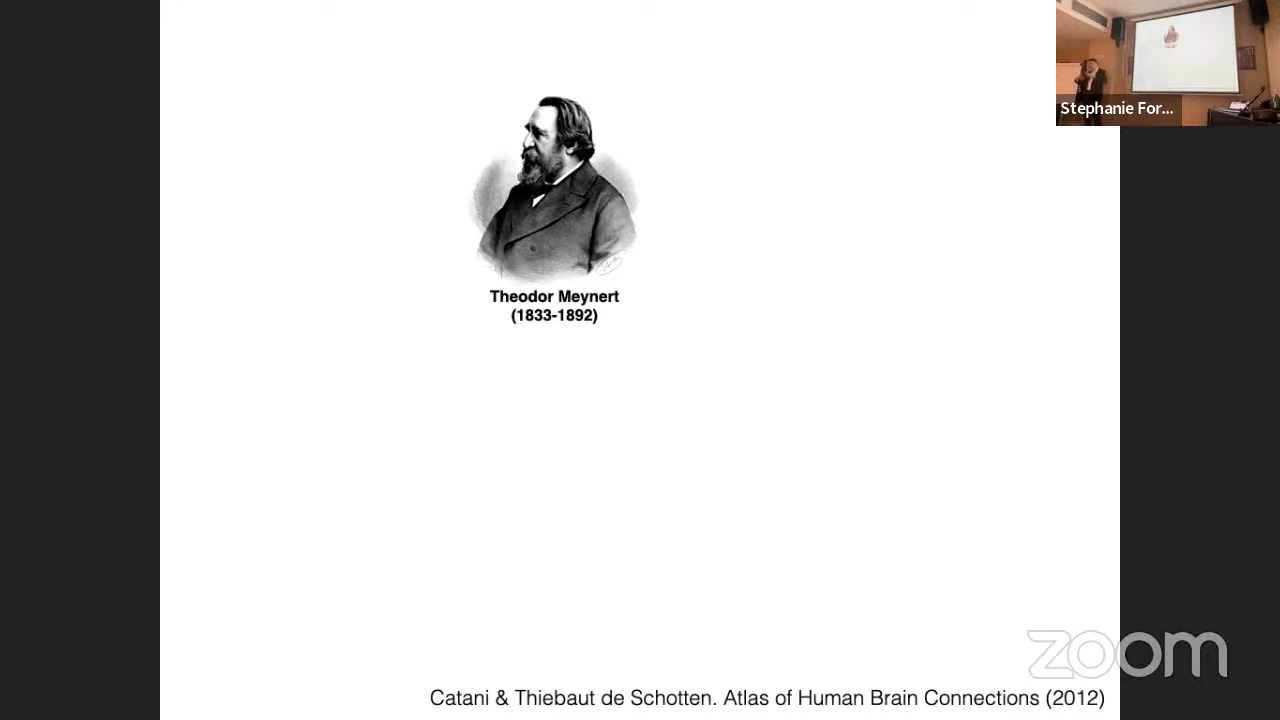 Stephanie For...
Theodor Meynert
(1833-1892)
zoom
Catani & Thiebaut de Schotten. Atlas of Human Brain Connections (2012)